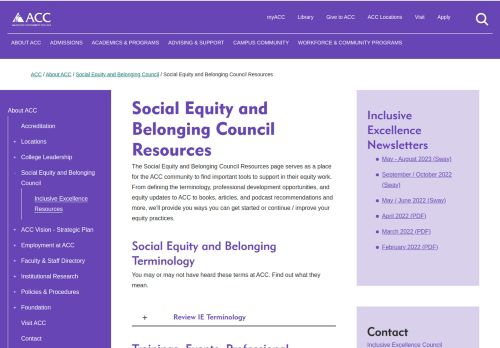 ACC
myACC
Library
Give to ACC
ACC Locations
Visit
Apply
ABOUT ACC
ADMISSIONS
ACADEMICS & PROGRAMS
ADVISING & SUPPORT
CAMPUS COMMUNITY
WORKFORCE & COMMUNITY PROGRAMS
ACC / About ACC / Social Equity and Belonging Council / Social Equity and Belonging Council Resources
About ACC
Accreditation
+ Locations
+ College Leadership
- Social Equity and Belonging
Council
Inclusive Excellence
Resources
+ ACC Vision - Strategic Plan
+ Employment at ACC
+ Faculty & Staff Directory
+ Institutional Research
+ Policies & Procedures
+ Foundation
Visit ACC
Contact
Social Equity and
Belonging Council
Resources
The Social Equity and Belonging Council Resources page serves as a place
for the ACC community to find important tools to support in their equity work.
From defining the terminology, professional development opportunities, and
equity updates to ACC to books, articles, and podcast recommendations and
more, we'll provide you ways you can get started or continue / improve your
equity practices.
Social Equity and Belonging
Terminology
You may or may not have heard these terms at ACC. Find out what they
mean.
+ Review IE Terminology
Trainings, Events, Professional
Inclusive
Excellence
Newsletters
• May - August 2023 (Sway)
• September / October 2022
(Sway)
• May / June 2022 (Sway)
• April 2022 (PDF)
• March 2022 (PDF)
• February 2022 (PDF)
Contact
Inclusive Excellence Council